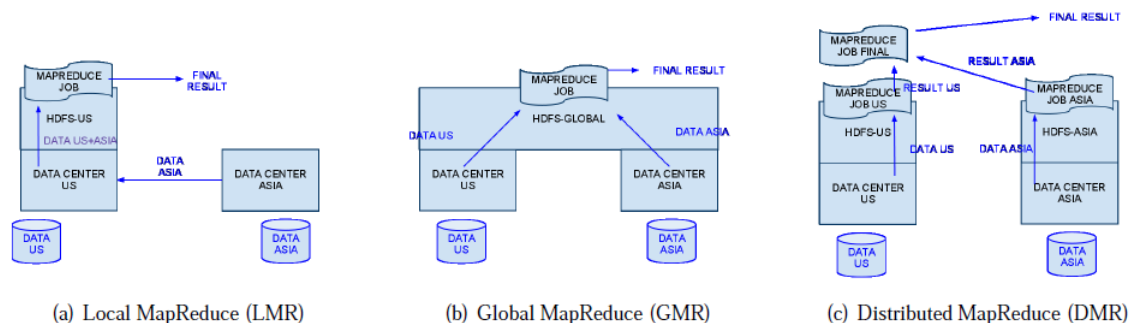 MAPREDUCE
JOB
FINAL
RESULT
HDFS-US
DATA US+ASIA
DATA
ASIA
DATA CENTER
US
DATA CENTER
ASIA
DATA
US
DATA
ASIA
(a) Local MapReduce (LMR)
MAPREDUCE
JOB
FINAL RESULT
HDFS-GLOBAL
DATA US
DATA ASIA
DATA CENTER
US
DATA CENTER
ASIA
DATA
US
DATA
ASIA
(b) Global MapReduce (GMR)
FINAL RESULT
MAPREDUCE
JOB FINAL
RESULT ASIA
RESULT US
MAPREDUCE
JOB US
MAPREDUCE
JOB ASIA
HDFS-US
HDFS-ASIA
DATA US
DATA ASIA
DATA CENTER
US
DATA CENTER
ASIA
DATA
US
DATA
ASIA
(c) Distributed MapReduce (DMR)